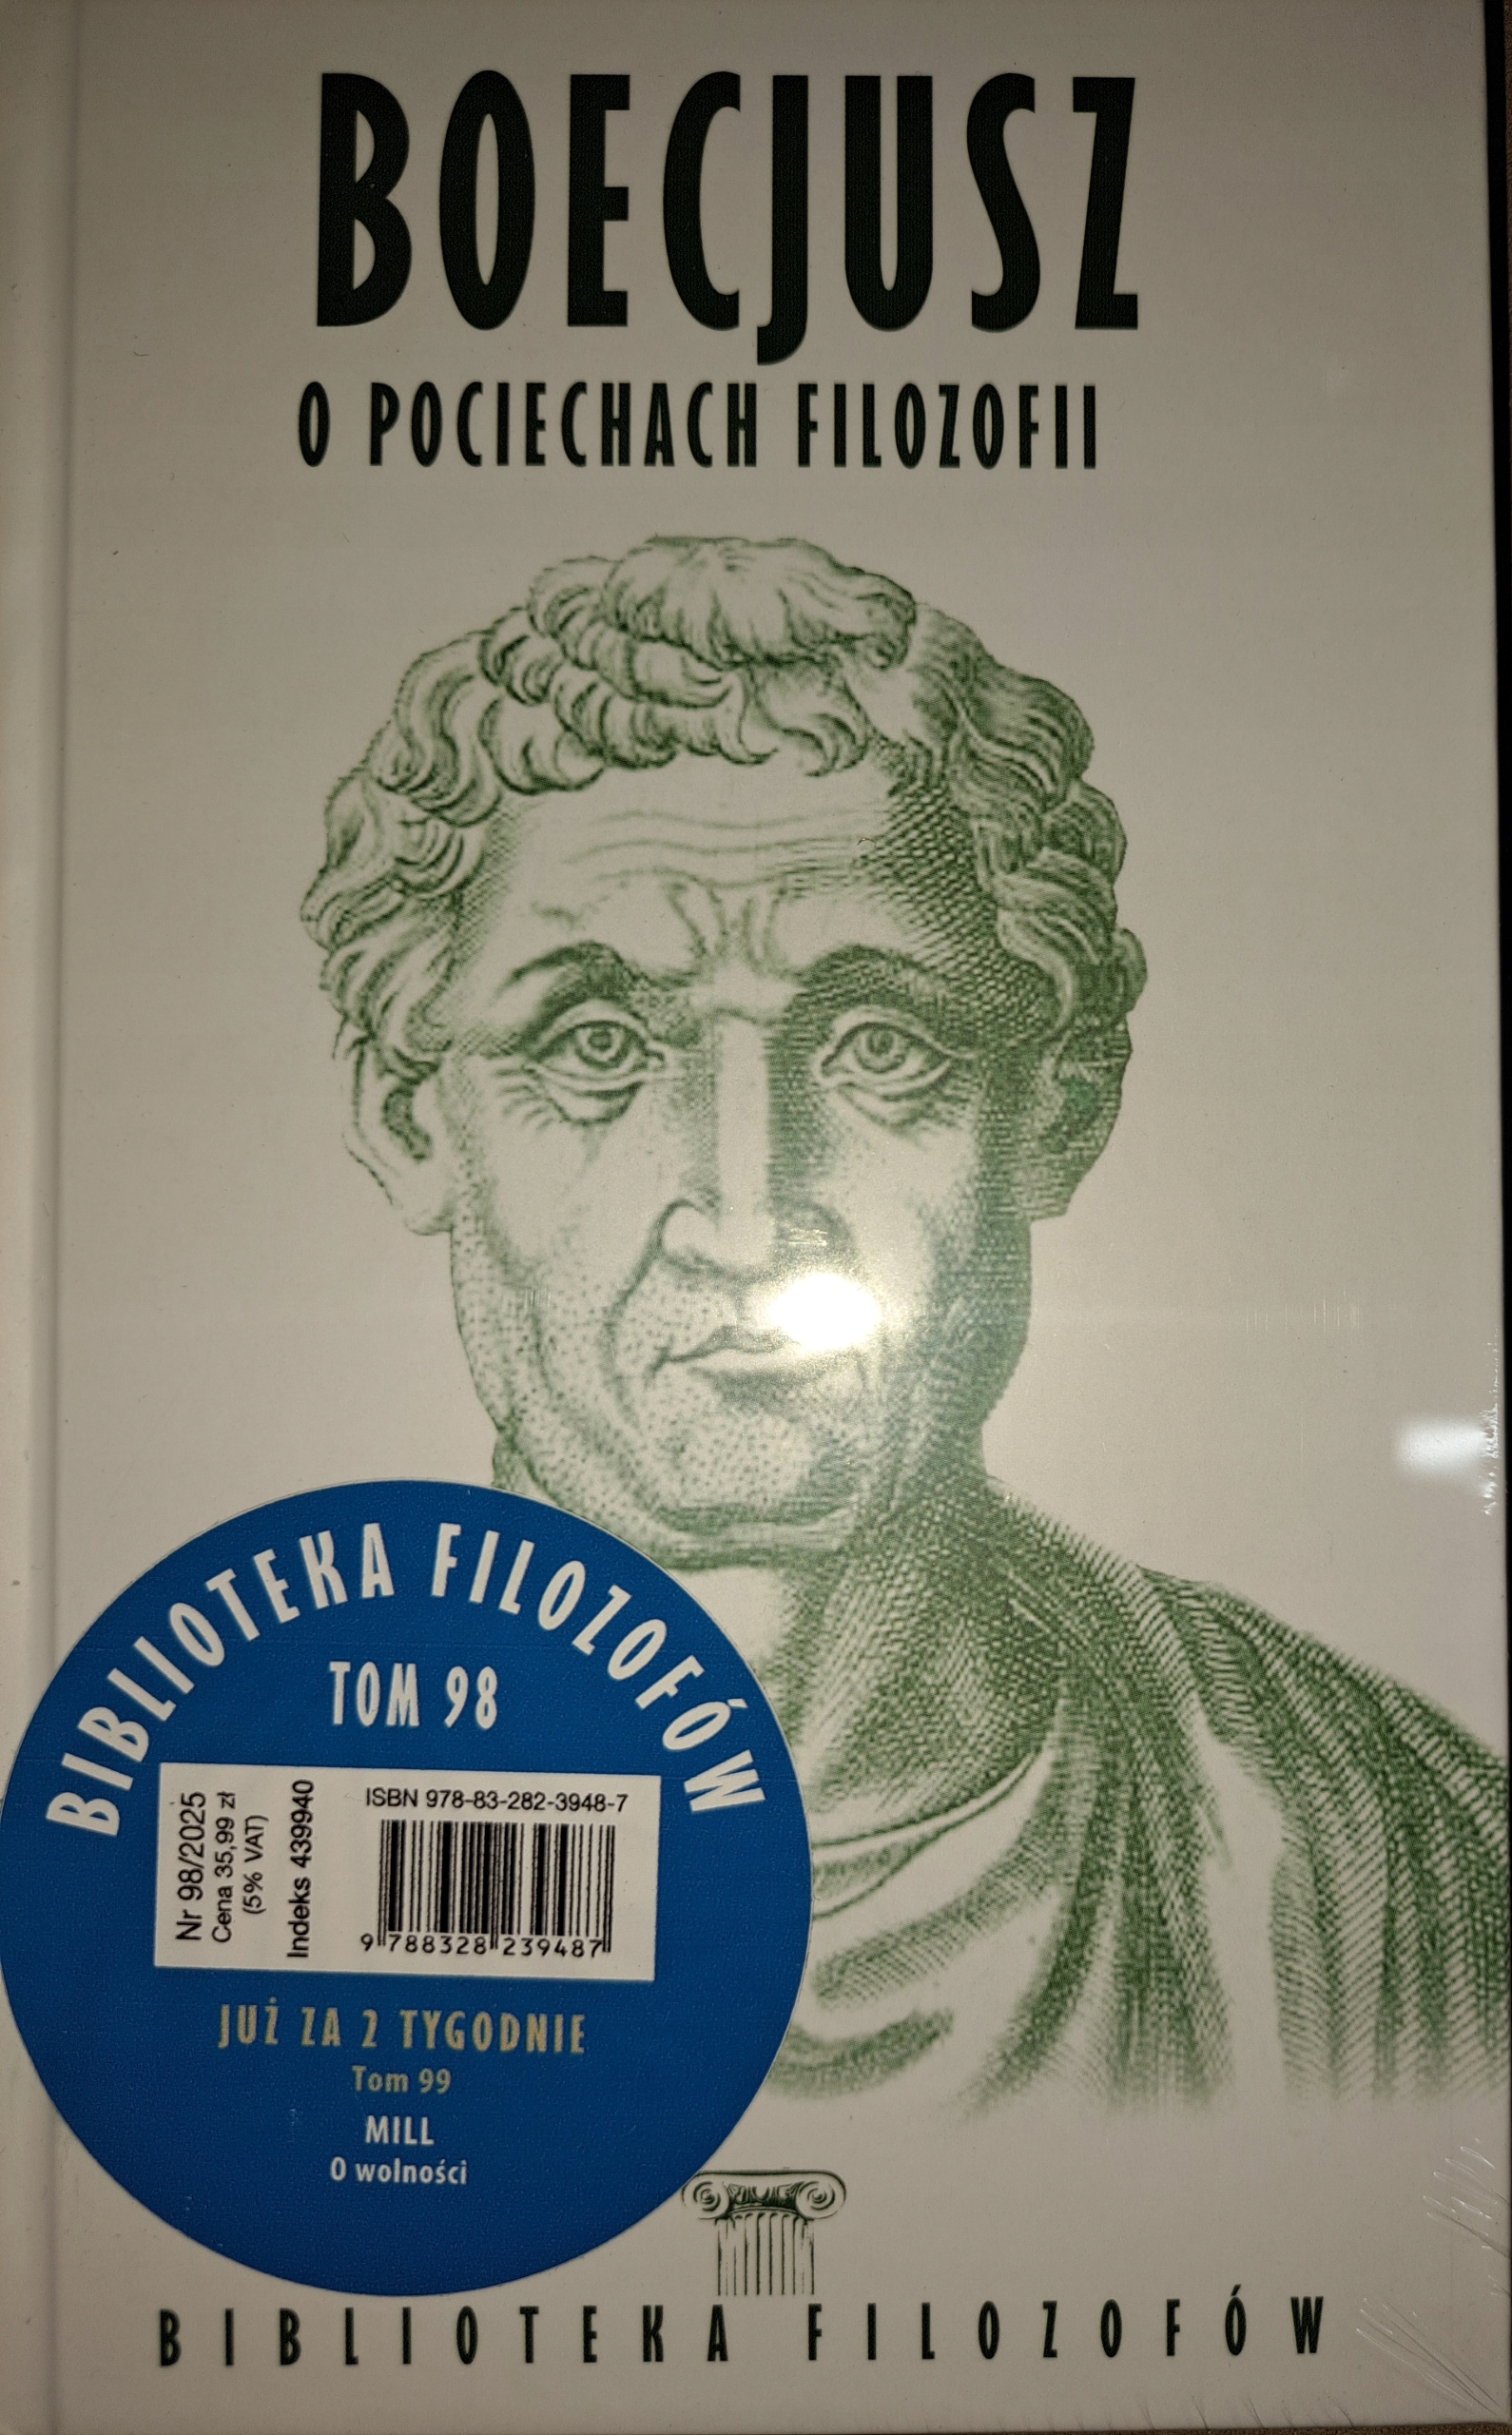 BOECJUSZ
O POCIECHACH FILOZOFII
BIBLIOTEKA FILOZOFÓW
TOM 98
Nr 98/2025
Cena 35,99 zł
(5% VAT)
Indeks 439940
ISBN 978-83-282-3948-7
9 788328 239487
JUŻ ZA 2 TYGODNIE
Tom 99
MILL
O wolności
BIBLIOTEKA FILOZOFÓW